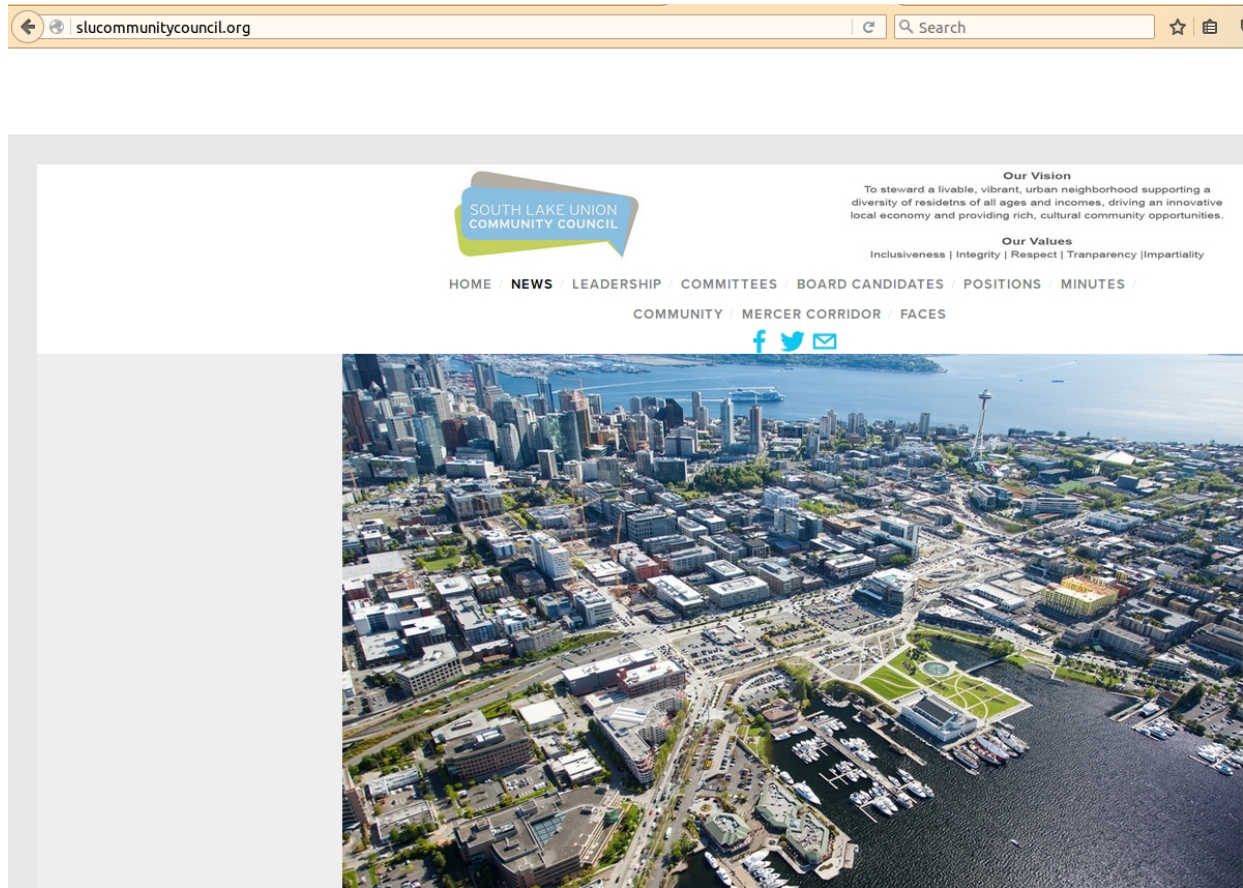 slucommunitycouncil.org
Search
SOUTH LAKE UNION
COMMUNITY COUNCIL
Our Vision
To steward a livable, vibrant, urban neighborhood supporting a
diversity of residetns of all ages and incomes, driving an innovative
local economy and providing rich, cultural community opportunities.
Our Values
Inclusiveness | Integrity | Respect | Tranparency |Impartiality
HOME / NEWS / LEADERSHIP / COMMITTEES / BOARD CANDIDATES / POSITIONS / MINUTES /
COMMUNITY / MERCER CORRIDOR / FACES